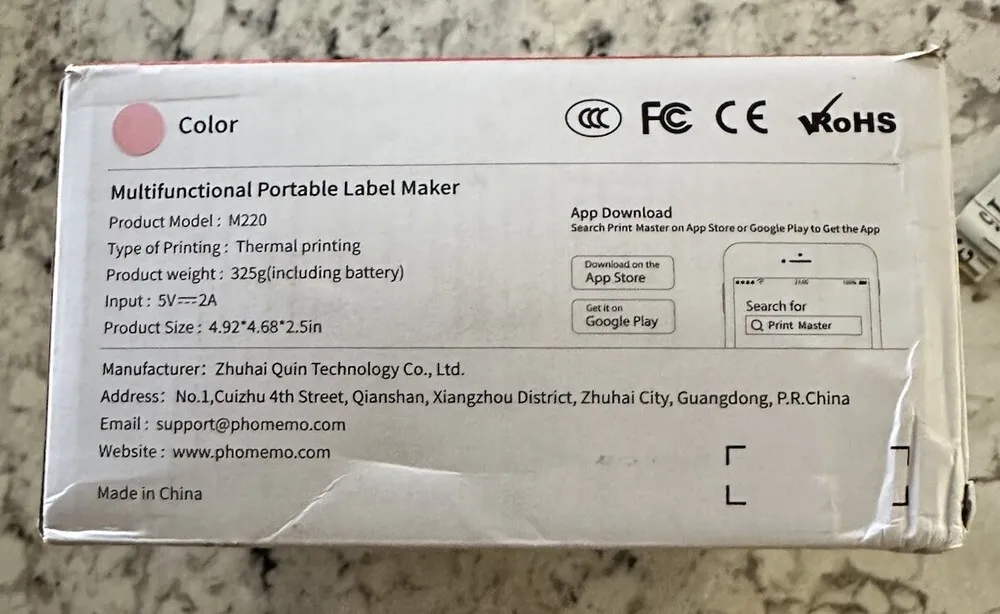 Color
CCC FC CE RoHS
Multifunctional Portable Label Maker
Product Model : M220
Type of Printing : Thermal printing
Product weight : 325g(including battery)
Input : 5V⎓2A
Product Size : 4.92*4.68*2.5in
App Download
Search Print Master on App Store or Google Play to Get the App
Download on the
App Store
Get it on
Google Play
100%
Search for
Print Master
Manufacturer: Zhuhai Quin Technology Co., Ltd.
Address: No.1,Cuizhu 4th Street, Qianshan, Xiangzhou District, Zhuhai City, Guangdong, P.R.China
Email : support@phomemo.com
Website : www.phomemo.com
Made in China